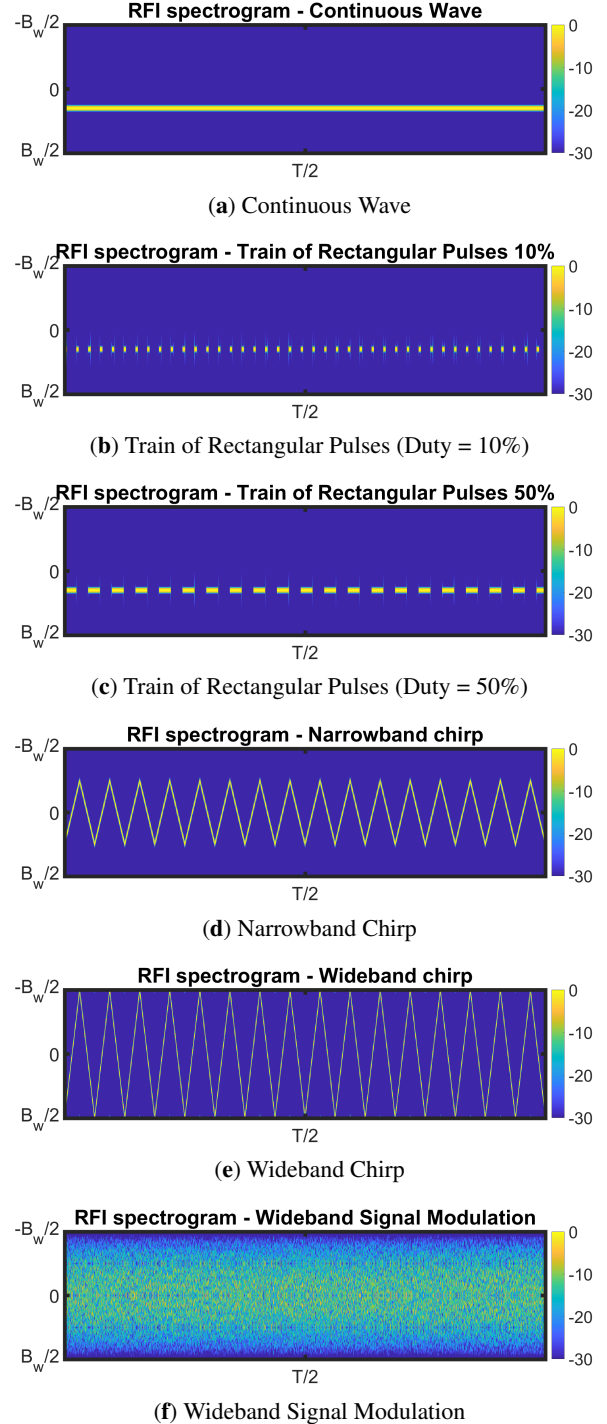 RFI spectrogram - Continuous Wave
-B_w/2
0
B_w/2
T/2
0
-10
-20
-30
(a) Continuous Wave
RFI spectrogram - Train of Rectangular Pulses 10%
-B_w/2
0
B_w/2
T/2
0
-10
-20
-30
(b) Train of Rectangular Pulses (Duty = 10%)
RFI spectrogram - Train of Rectangular Pulses 50%
-B_w/2
0
B_w/2
T/2
0
-10
-20
-30
(c) Train of Rectangular Pulses (Duty = 50%)
RFI spectrogram - Narrowband chirp
-B_w/2
0
B_w/2
T/2
0
-10
-20
-30
(d) Narrowband Chirp
RFI spectrogram - Wideband chirp
-B_w/2
0
B_w/2
T/2
0
-10
-20
-30
(e) Wideband Chirp
RFI spectrogram - Wideband Signal Modulation
-B_w/2
0
B_w/2
T/2
0
-10
-20
-30
(f) Wideband Signal Modulation